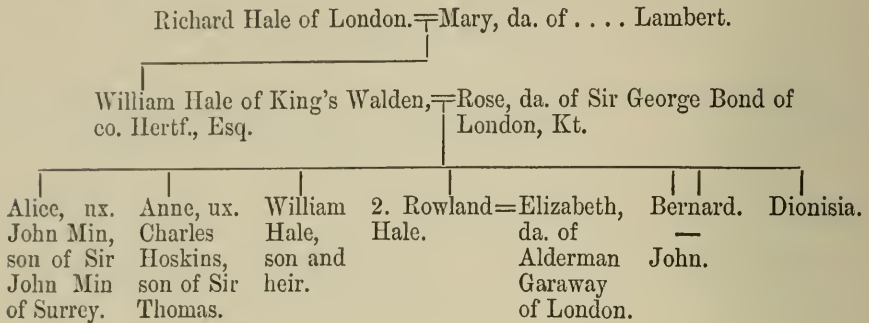 Richard Hale of London.=Mary, da. of . . . . Lambert.
William Hale of King's Walden,=Rose, da. of Sir George Bond of
co. Hertf., Esq. London, Kt.
Alice, ux.
John Min,
son of Sir
John Min
of Surrey.
Anne, ux.
Charles
Hoskins,
son of Sir
Thomas.
William
Hale,
son and
heir.
2. Rowland=Elizabeth,
Hale. da. of
Alderman
Garaway
of London.
Bernard.
—
John.
Dionisia.